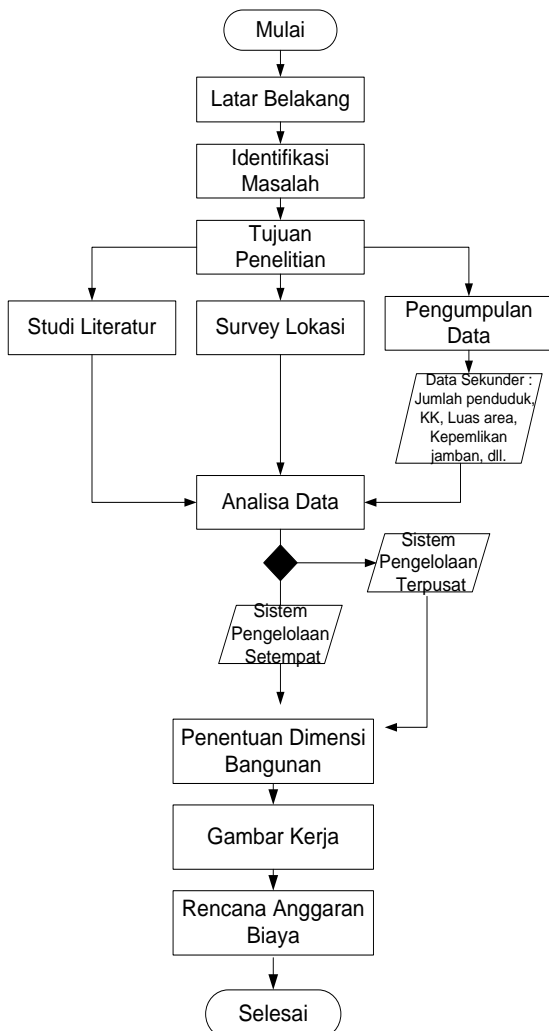 Mulai
Latar Belakang
Identifikasi
Masalah
Tujuan
Penelitian
Studi Literatur
Survey Lokasi
Pengumpulan
Data
Data Sekunder :
Jumlah penduduk,
KK, Luas area,
Kepemlikan
jamban, dll.
Analisa Data
Sistem
Pengelolaan
Terpusat
Sistem
Pengelolaan
Setempat
Penentuan Dimensi
Bangunan
Gambar Kerja
Rencana Anggaran
Biaya
Selesai